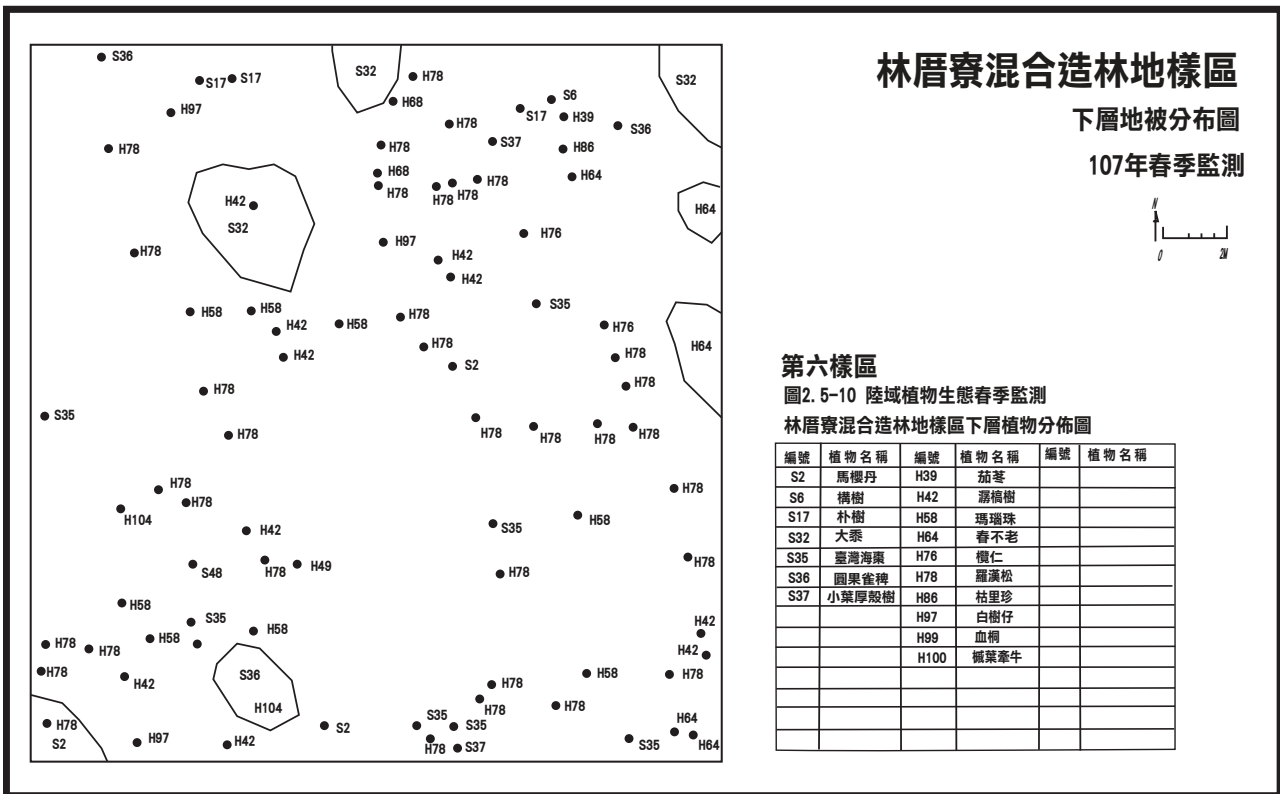 林厝寮混合造林地樣區
下層地被分布圖
107年春季監測
N
0 2M
S36
S17 S17
S32
H78
S32
H97
H68
S6
S17 H39
H78
S36
H78
H78
S37
H86
H68
H78
H78 H78 H78
H64
H42
S32
H64
H78
H97
H76
H42
H42
H58 H58
H42
H58
H78
S35
H76
H42
H78
S2
H78
H64
H78
H78
S35
H78
H78
H78
H78
H78
H78
H78
H78
H104
H78
S35
H58
H42
S48
H78
H49
H78
H78
H58
S35
H58
H58
H42
H78
H78
H42
H78
H42
S36
H104
H78
H78
H58
H78
H78
H78
S2
H97
H42
S2
S35
S35
H78
S37
H64
S35
H64
第六樣區
圖2.5-10 陸域植物生態春季監測
林厝寮混合造林地樣區下層植物分佈圖
編號 植物名稱 編號 植物名稱 編號 植物名稱
S2 馬櫻丹 H39 茄苳
S6 構樹 H42 潺槁樹
S17 朴樹 H58 瑪瑙珠
S32 大黍 H64 春不老
S35 臺灣海棗 H76 欖仁
S36 圓果雀稗 H78 羅漢松
S37 小葉厚殼樹 H86 枯里珍
H97 白樹仔
H99 血桐
H100 槭葉牽牛